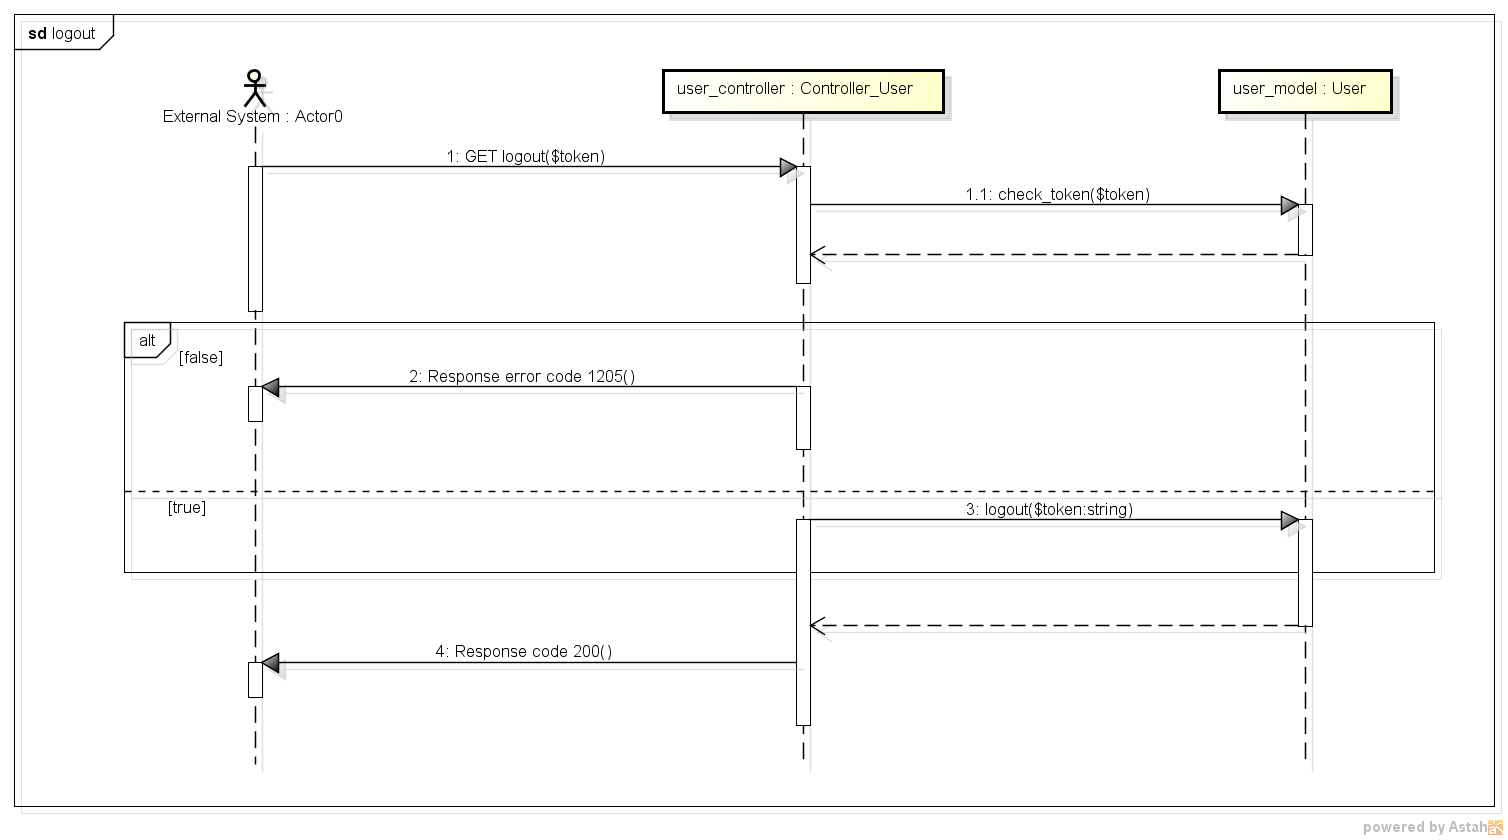 sd logout
External System : Actor0
user_controller : Controller_User
user_model : User
1: GET logout($token)
1.1: check_token($token)
alt
[false]
2: Response error code 1205()
[true]
3: logout($token:string)
4: Response code 200()
powered by Astah